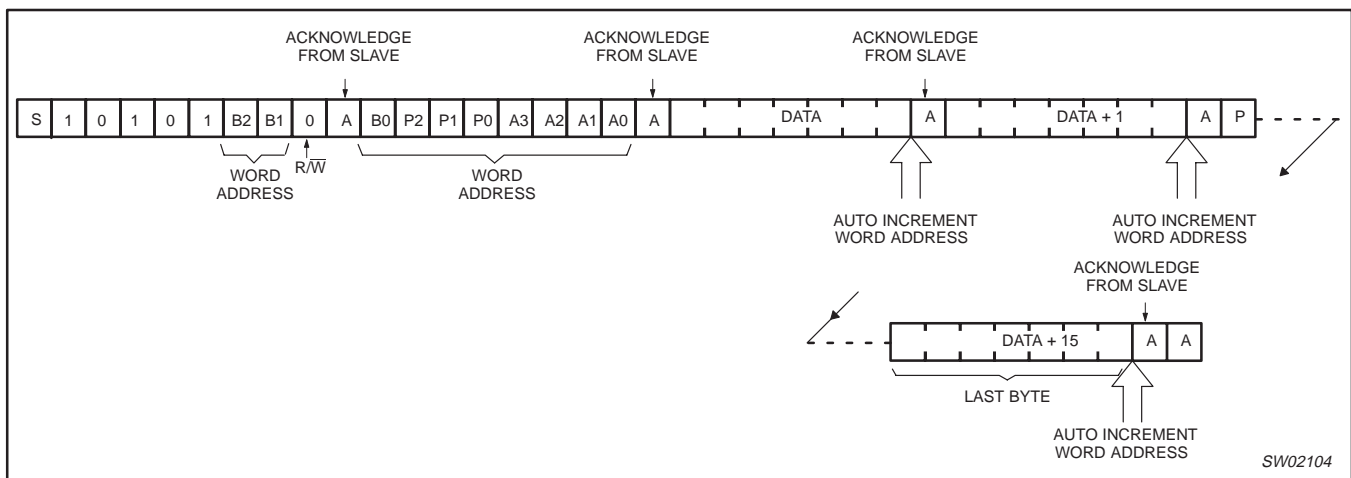 ACKNOWLEDGE
FROM SLAVE
ACKNOWLEDGE
FROM SLAVE
ACKNOWLEDGE
FROM SLAVE
S 1 0 1 0 1 B2 B1 0 A B0 P2 P1 P0 A3 A2 A1 A0 A DATA A DATA + 1 A P
WORD
ADDRESS
R/W̅
WORD
ADDRESS
AUTO INCREMENT
WORD ADDRESS
AUTO INCREMENT
WORD ADDRESS
ACKNOWLEDGE
FROM SLAVE
DATA + 15 A A
LAST BYTE
AUTO INCREMENT
WORD ADDRESS
SW02104